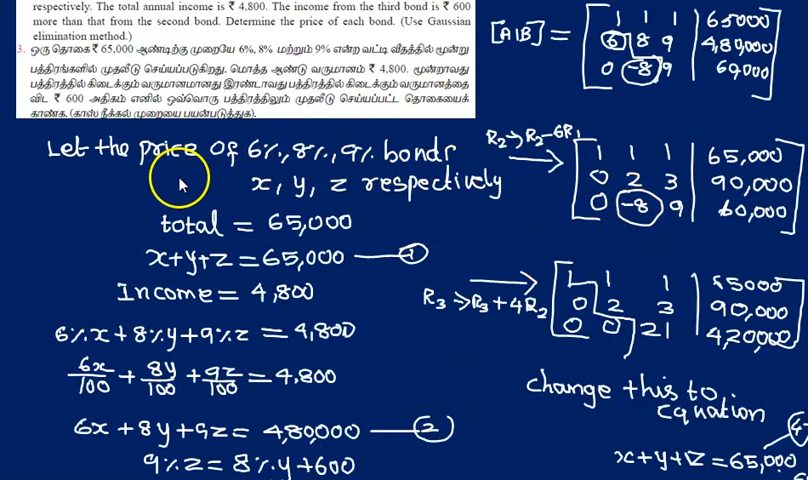 respectively. The total annual income is ₹ 4,800. The income from the third bond is ₹ 600
more than that from the second bond. Determine the price of each bond. (Use Gaussian
elimination method.)
3. ஒரு தொகை ₹ 65,000 ஆண்டிற்கு முறையே 6%, 8% மற்றும் 9% என்ற வட்டி வீதத்தில் மூன்று
பத்திரங்களில் முதலீடு செய்யப்படுகிறது. மொத்த ஆண்டு வருமானம் ₹ 4,800. மூன்றாவது
பத்திரத்தில் கிடைக்கும் வருமானமானது இரண்டாவது பத்திரத்தில் கிடைக்கும் வருமானத்தை
விட ₹ 600 அதிகம் எனில் ஒவ்வொரு பத்திரத்திலும் முதலீடு செய்யப்பட்ட தொகையைக்
காண்க. (காஸ் நீக்கல் முறையை பயன்படுத்துக).
Let the price of 6%, 8%, 9% bonds
x, y, z respectively
total = 65,000
x+y+z = 65,000 — 1
Income = 4,800
6%x + 8%y + 9%z = 4,800
6x/100 + 8y/100 + 9z/100 = 4,800
6x + 8y + 9z = 4,80,000 — 2
9%z = 8%y + 600
[A|B] = [1 1 1 | 65000
6 8 9 | 4,80,000
0 -8 9 | 60,000]
R2 → R2 - 6R1
[1 1 1 | 65,000
0 2 3 | 90,000
0 -8 9 | 60,000]
R3 → R3 + 4R2
[1 1 1 | 65000
0 2 3 | 90,000
0 0 21 | 4,20,000]
change this to
equation
4
x+y+z = 65,000